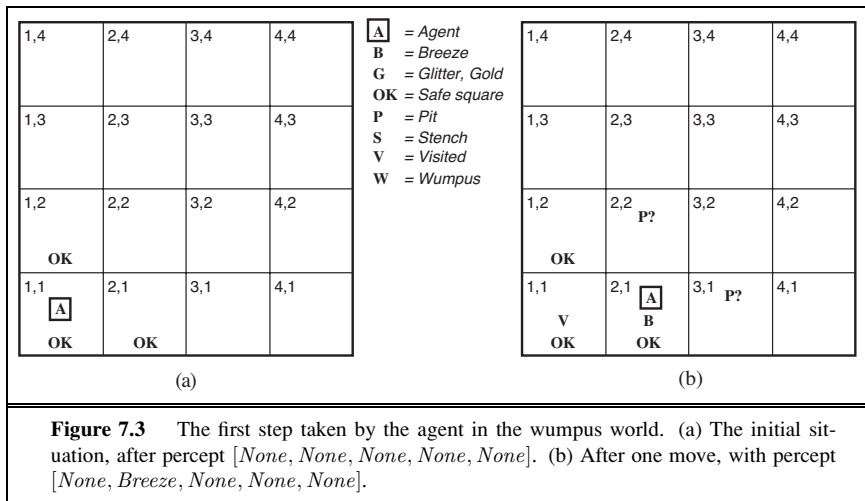 1,4 2,4 3,4 4,4
1,3 2,3 3,3 4,3
1,2 2,2 3,2 4,2
OK
1,1 2,1 3,1 4,1
A
OK OK
(a)
A = Agent
B = Breeze
G = Glitter, Gold
OK = Safe square
P = Pit
S = Stench
V = Visited
W = Wumpus
1,4 2,4 3,4 4,4
1,3 2,3 3,3 4,3
1,2 2,2 3,2 4,2
P?
OK
1,1 2,1 A 3,1 P? 4,1
V B
OK OK
(b)
Figure 7.3 The first step taken by the agent in the wumpus world. (a) The initial sit-
uation, after percept [None, None, None, None, None]. (b) After one move, with percept
[None, Breeze, None, None, None].